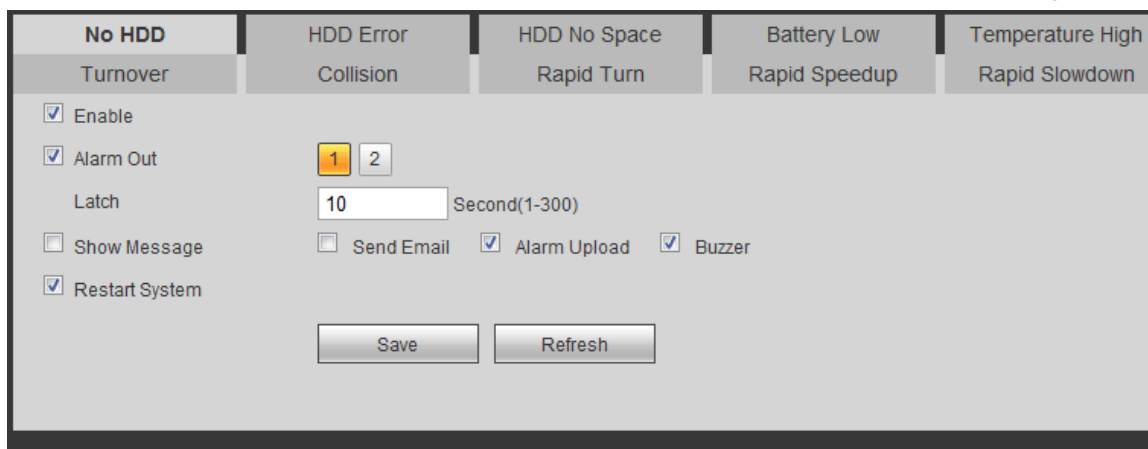 No HDD HDD Error HDD No Space Battery Low Temperature High
Turnover Collision Rapid Turn Rapid Speedup Rapid Slowdown
Enable
Alarm Out 1 2
Latch 10 Second(1-300)
Show Message Send Email Alarm Upload Buzzer
Restart System
Save Refresh